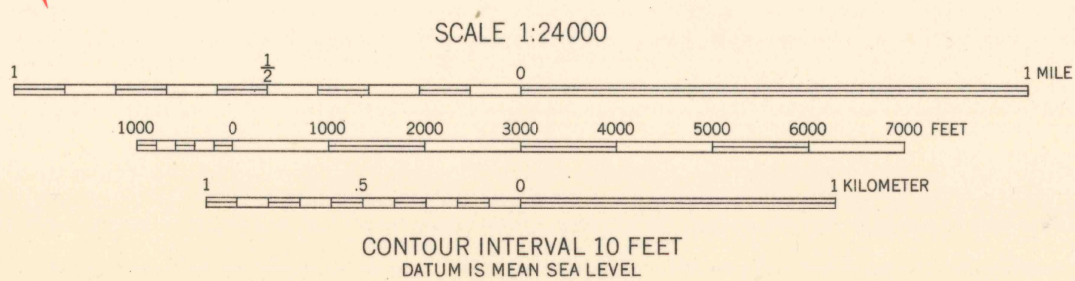 SCALE 1:24000
1 1/2 0 1 MILE
1000 0 1000 2000 3000 4000 5000 6000 7000 FEET
1 .5 0 1 KILOMETER
CONTOUR INTERVAL 10 FEET
DATUM IS MEAN SEA LEVEL